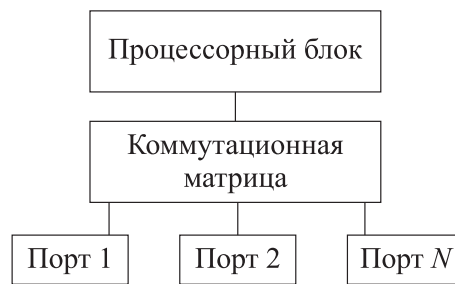 Процессорный блок
Коммутационная
матрица
Порт 1
Порт 2
Порт N